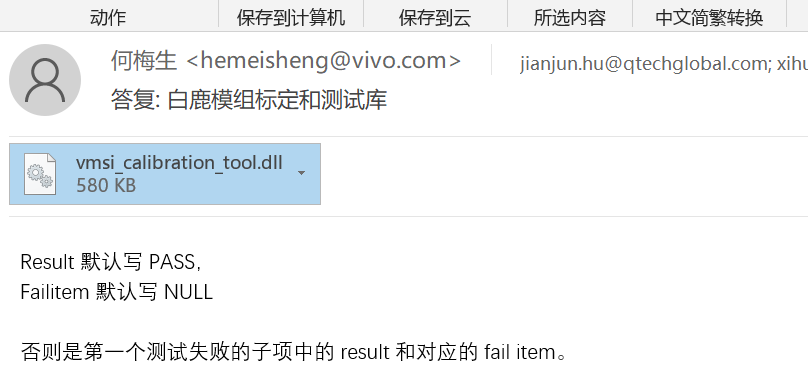 动作
保存到计算机
保存到云
所选内容
中文简繁转换
何梅生 <hemeisheng@vivo.com>
jianjun.hu@qtechglobal.com; xihu
答复: 白鹿模组标定和测试库
vmsi_calibration_tool.dll
580 KB
Result 默认写 PASS,
Failitem 默认写 NULL
否则是第一个测试失败的子项中的 result 和对应的 fail item。